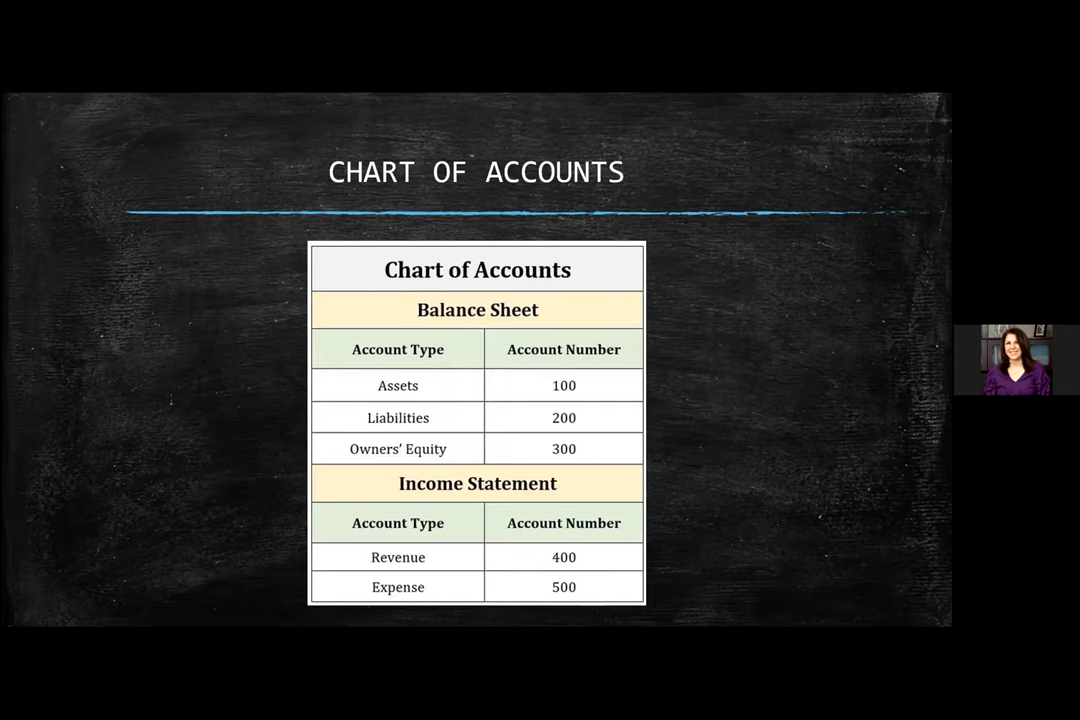 CHART OF ACCOUNTS
Chart of Accounts
Balance Sheet
Account Type Account Number
Assets 100
Liabilities 200
Owners’ Equity 300
Income Statement
Account Type Account Number
Revenue 400
Expense 500